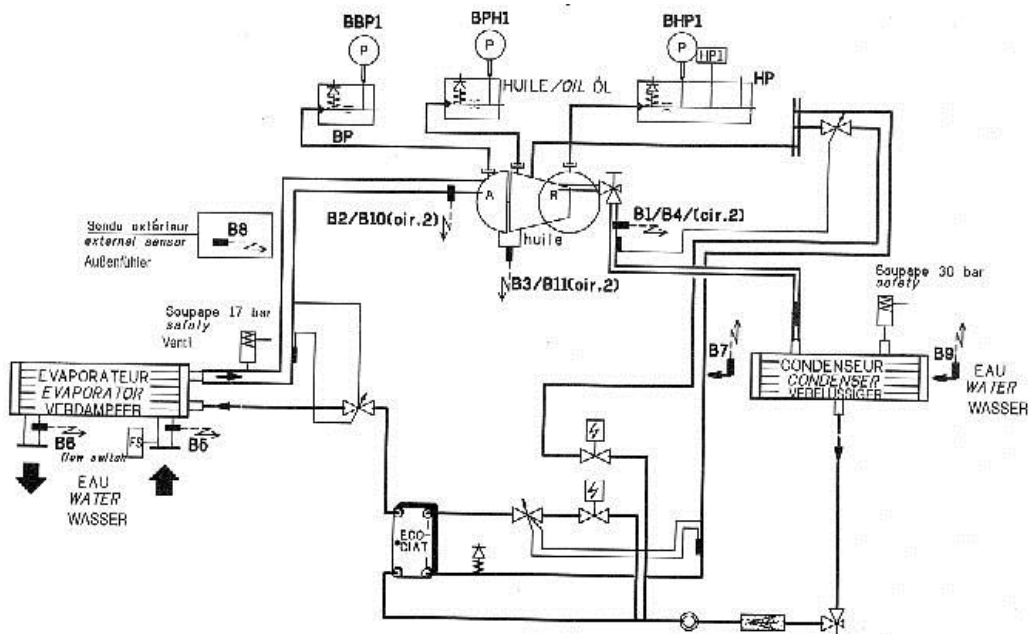 BBP1
BPH1
BHP1
P
P
P
HP1
HP
HUILE/OIL ÖL
BP
A
R
B2/B10(cir.2)
B1/B4/(cir.2)
huile
B3/B11(cir.2)
Sonde extérieur
external sensor
Außenfühler
B8
Soupape 17 bar
safety
Ventil
Soupape 30 bar
safety
EVAPORATEUR
EVAPORATOR
VERDAMPFER
B7
CONDENSEUR
CONDENSER
VERFLÜSSIGER
B9
EAU
WATER
WASSER
B6
flow switch
FS
B5
EAU
WATER
WASSER
ECO-
CIAT